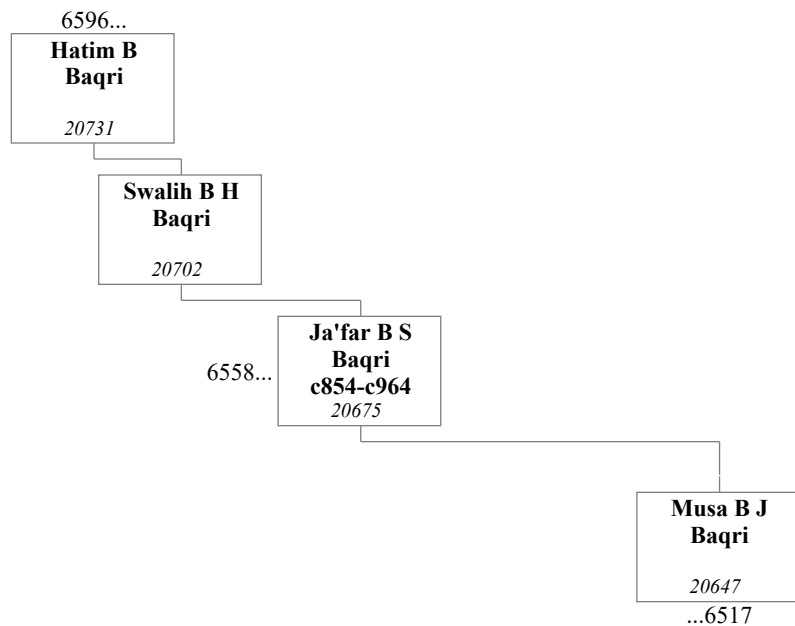 6596...
Hatim B
Baqri
20731
Swalih B H
Baqri
20702
Ja'far B S
Baqri
c854-c964
20675
6558...
Musa B J
Baqri
20647
...6517